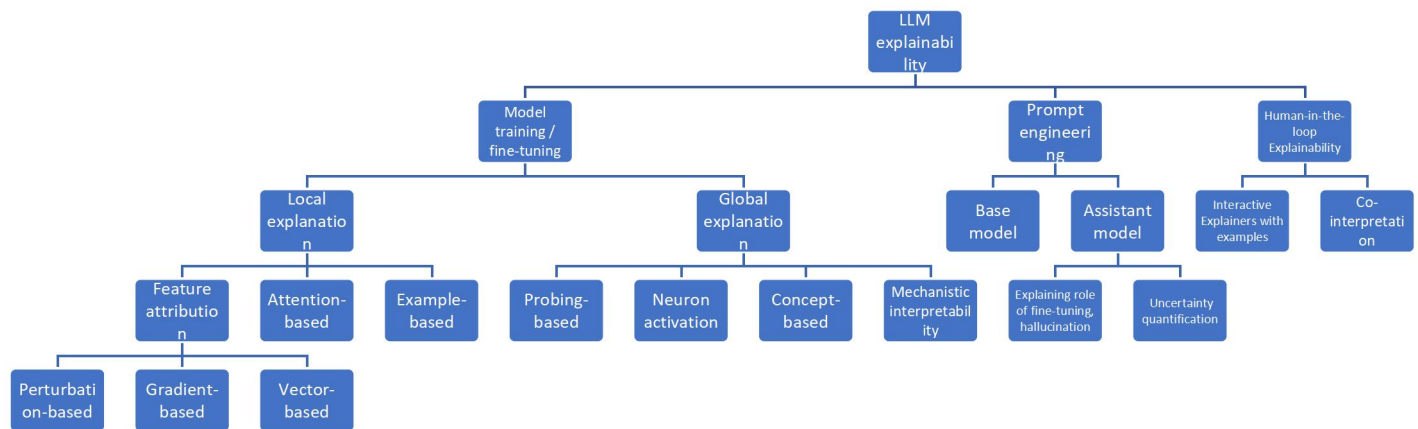 LLM
explainabi
lity
Model
training /
fine-tuning
Prompt
engineeri
ng
Human-in-the-
loop
Explainability
Local
explanatio
n
Global
explanatio
n
Base
model
Assistant
model
Interactive
Explainers with
examples
Co-
interpretati
on
Feature
attributio
n
Attention-
based
Example-
based
Probing-
based
Neuron
activation
Concept-
based
Mechanistic
interpretab
ility
Explaining role
of fine-tuning,
hallucination
Uncertainty
quantification
Perturbati
on-based
Gradient-
based
Vector-
based